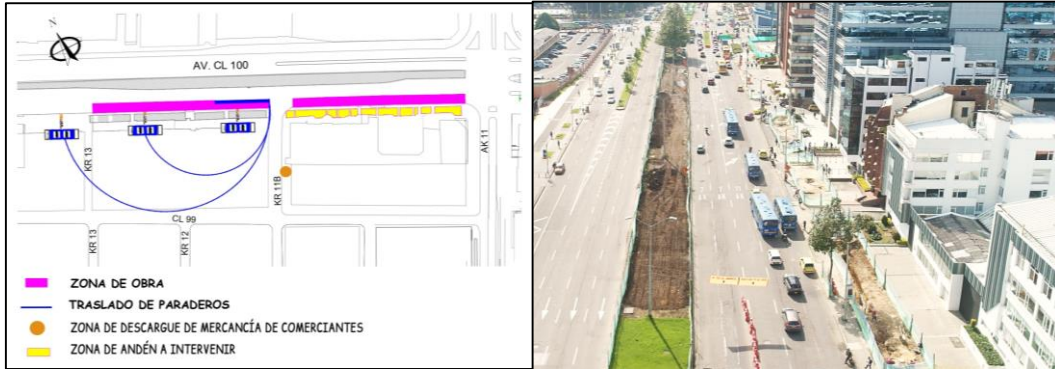 N
AV. CL 100
KR 13
KR 11B
AK 11
CL 99
KR 13
KR 12
ZONA DE OBRA
TRASLADO DE PARADEROS
ZONA DE DESCARGUE DE MERCANCÍA DE COMERCIANTES
ZONA DE ANDÉN A INTERVENIR